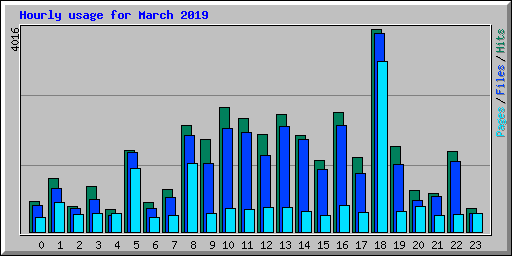 Hourly usage for March 2019
4016
Pages/Files/Hits
0 1 2 3 4 5 6 7 8 9 10 11 12 13 14 15 16 17 18 19 20 21 22 23